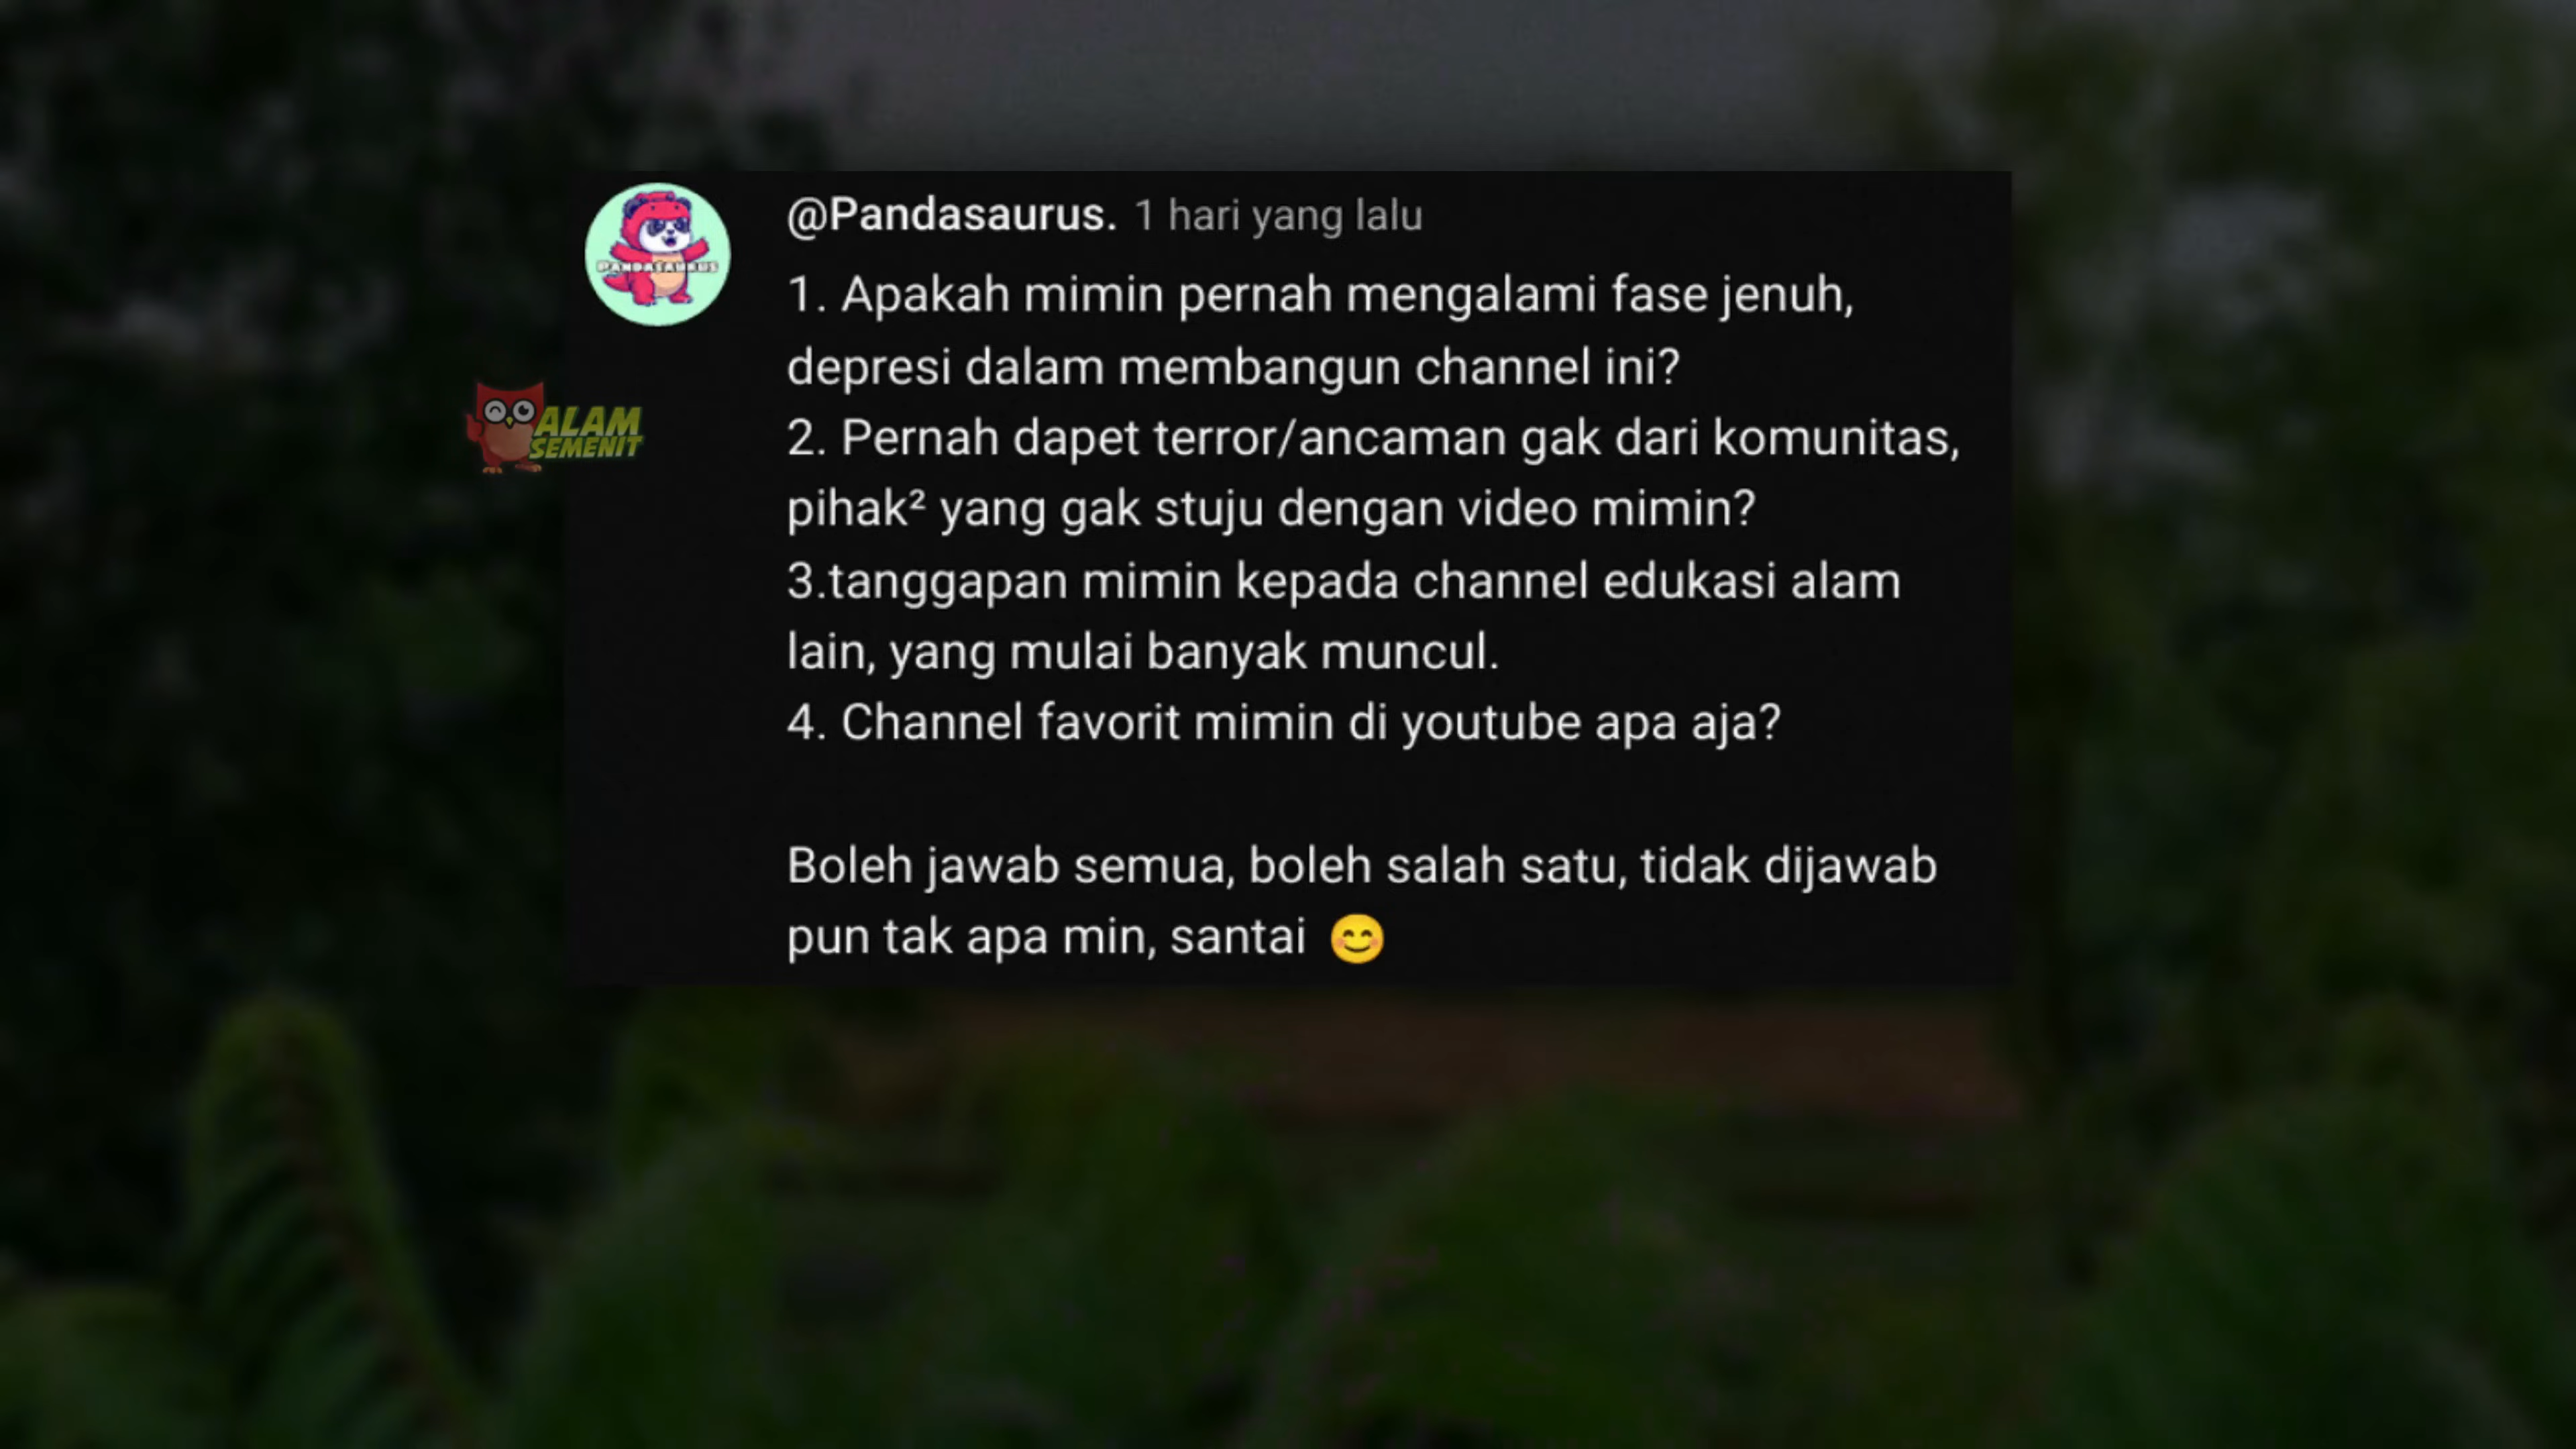 @Pandasaurus. 1 hari yang lalu
1. Apakah mimin pernah mengalami fase jenuh,
depresi dalam membangun channel ini?
2. Pernah dapet terror/ancaman gak dari komunitas,
pihak² yang gak stuju dengan video mimin?
3.tanggapan mimin kepada channel edukasi alam
lain, yang mulai banyak muncul.
4. Channel favorit mimin di youtube apa aja?
Boleh jawab semua, boleh salah satu, tidak dijawab
pun tak apa min, santai 😊
PANDASAURUS
ALAM
SEMENIT